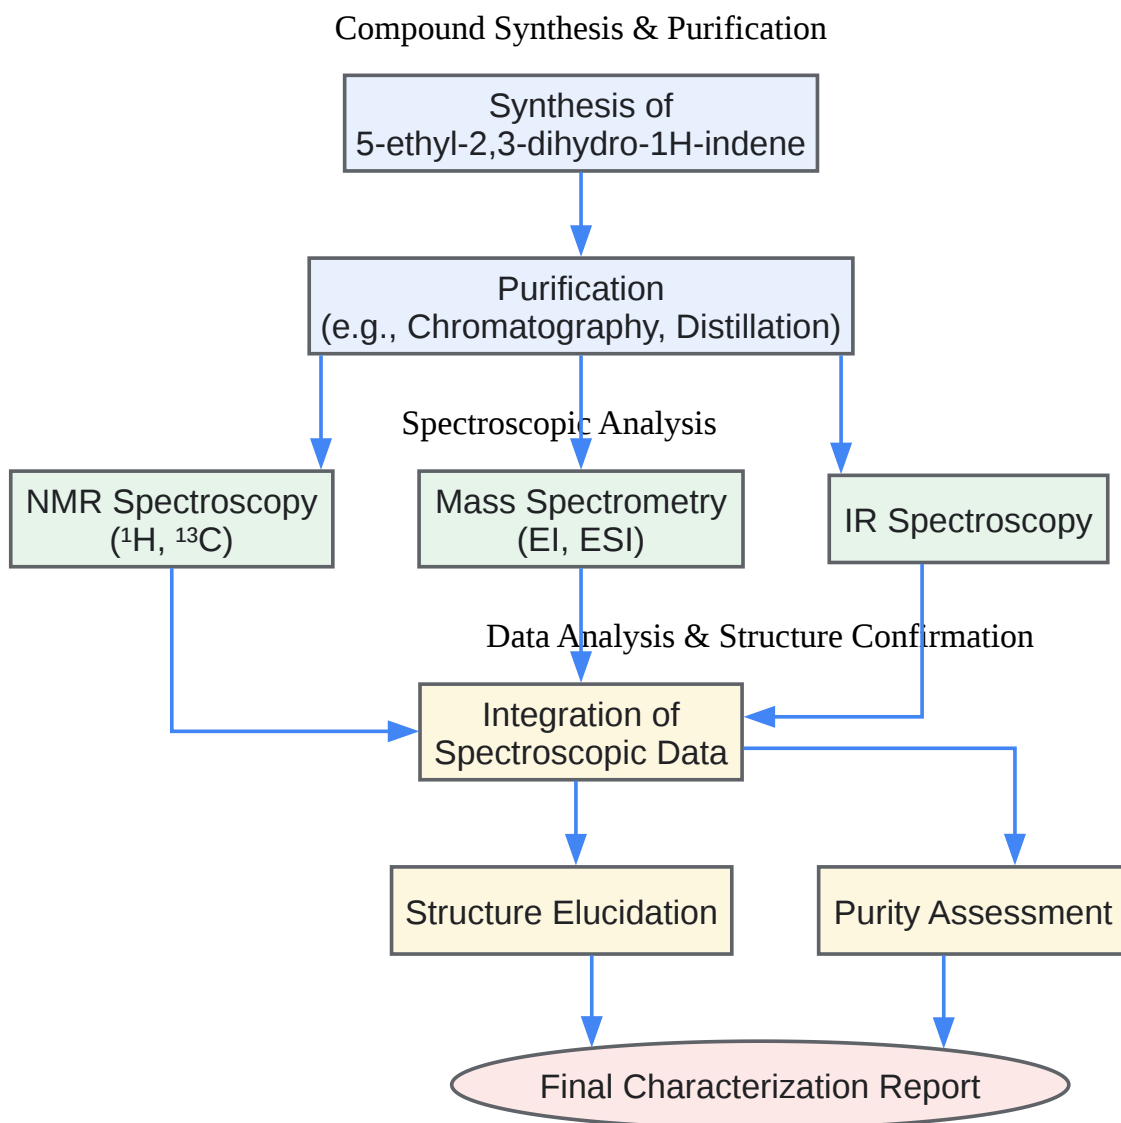 Compound Synthesis & Purification
Synthesis of
5-ethyl-2,3-dihydro-1H-indene
Purification
(e.g., Chromatography, Distillation)
Spectroscopic Analysis
NMR Spectroscopy
(¹H, ¹³C)
Mass Spectrometry
(EI, ESI)
IR Spectroscopy
Data Analysis & Structure Confirmation
Integration of
Spectroscopic Data
Structure Elucidation
Purity Assessment
Final Characterization Report